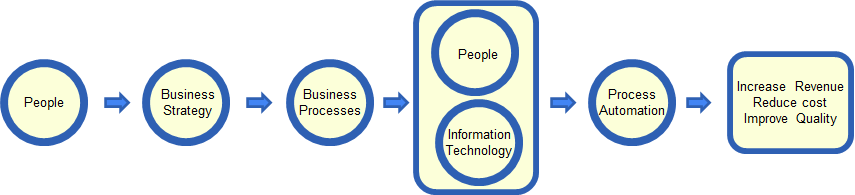 People
Business
Strategy
Business
Processes
People
Information
Technology
Process
Automation
Increase Revenue
Reduce cost
Improve Quality